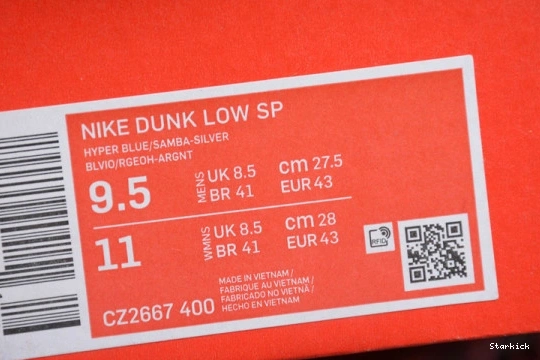 NIKE DUNK LOW SP
HYPER BLUE/SAMBA-SILVER
BLVIO/RGEOH-ARGNT
9.5
MENS
UK 8.5
BR 41
cm 27.5
EUR 43
11
WMNS
UK 8.5
BR 41
cm 28
EUR 43
RFID
CZ2667 400
MADE IN VIETNAM /
FABRIQUE AU VIETNAM /
FABRICADO NO VIETNÃ /
HECHO EN VIETNAM
Starkick